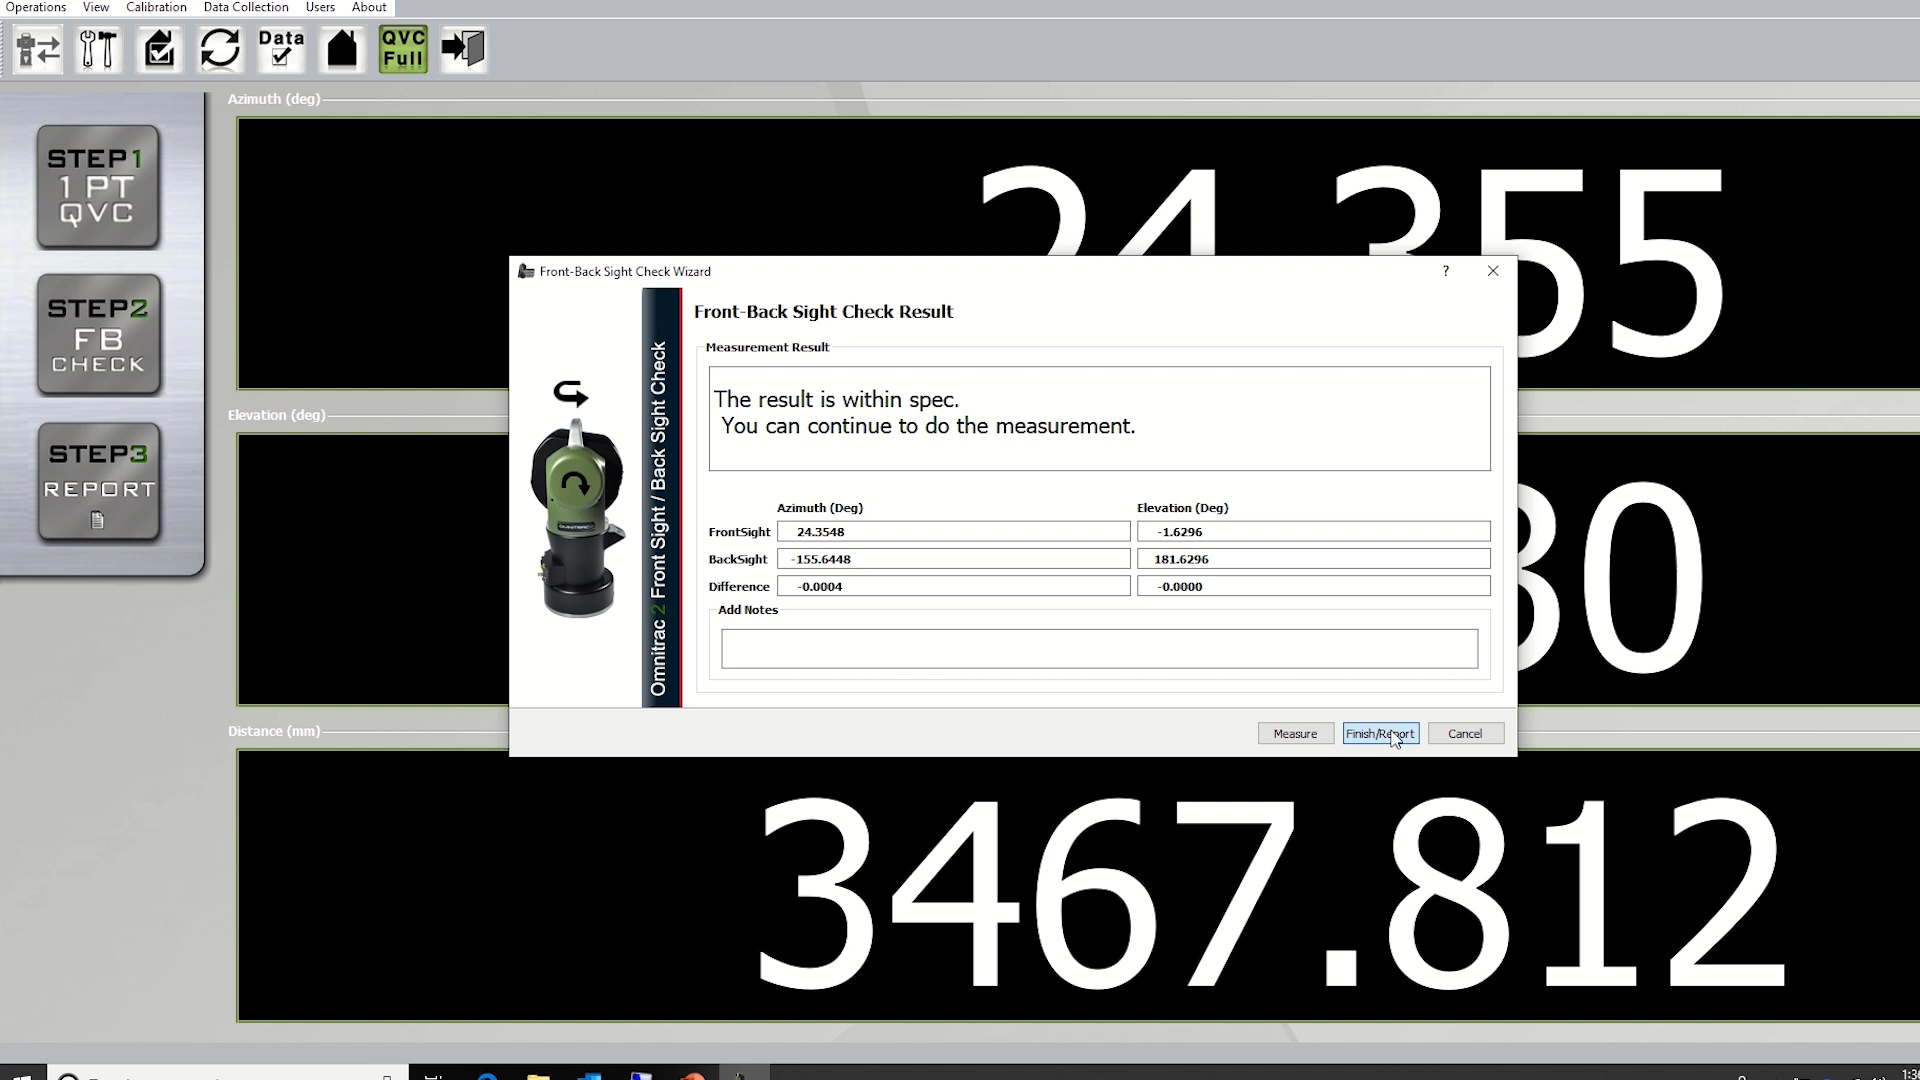 Operations View Calibration Data Collection Users About
Data
QVC
Full
STEP1
1 PT
QVC
STEP2
FB
CHECK
STEP3
REPORT
Azimuth (deg)
24.355
Elevation (deg)
30
Distance (mm)
3467.812
Front-Back Sight Check Wizard
?
Omnitrac 2 Front Sight / Back Sight Check
OMNITRAC
Front-Back Sight Check Result
Measurement Result
The result is within spec.
You can continue to do the measurement.
Azimuth (Deg) Elevation (Deg)
FrontSight 24.3548 -1.6296
BackSight -155.6448 181.6296
Difference -0.0004 -0.0000
Add Notes
Measure Finish/Report Cancel